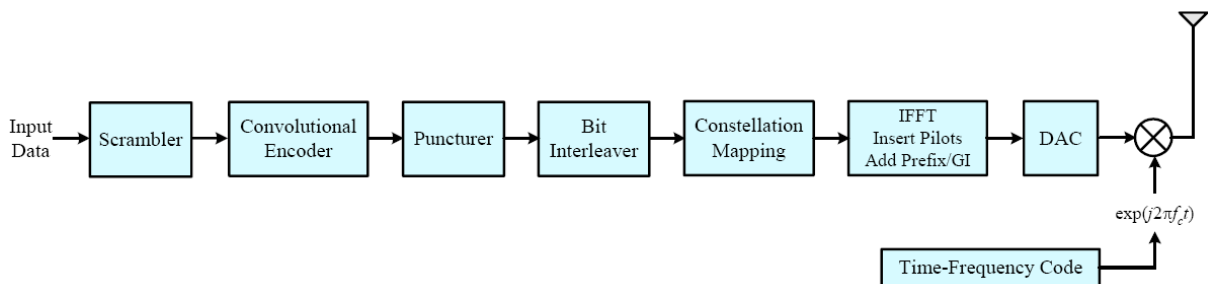 Input
Data
Scrambler
Convolutional
Encoder
Puncturer
Bit
Interleaver
Constellation
Mapping
IFFT
Insert Pilots
Add Prefix/GI
DAC
exp(j2πf_c t)
Time-Frequency Code